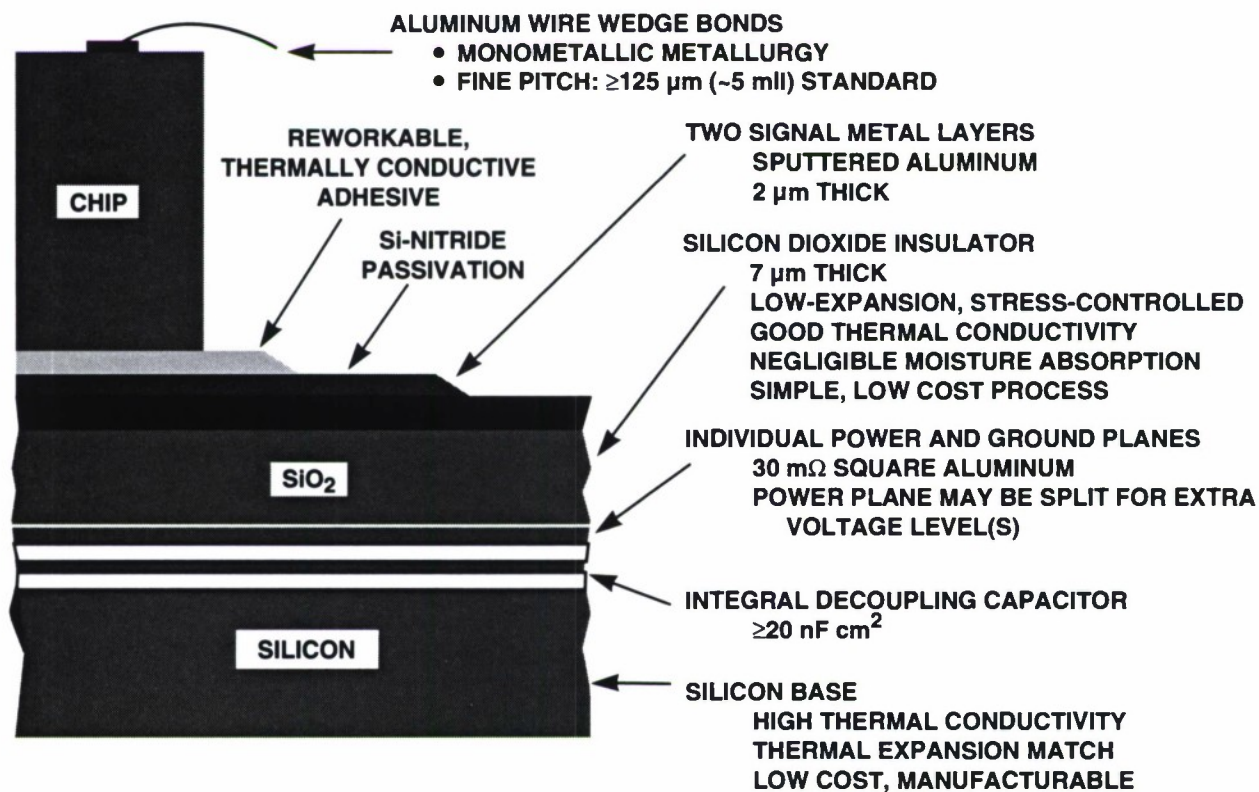 ALUMINUM WIRE WEDGE BONDS
• MONOMETALLIC METALLURGY
• FINE PITCH: ≥125 µm (~5 mil) STANDARD
REWORKABLE,
THERMALLY CONDUCTIVE
ADHESIVE
Si-NITRIDE
PASSIVATION
CHIP
TWO SIGNAL METAL LAYERS
SPUTTERED ALUMINUM
2 µm THICK
SILICON DIOXIDE INSULATOR
7 µm THICK
LOW-EXPANSION, STRESS-CONTROLLED
GOOD THERMAL CONDUCTIVITY
NEGLIGIBLE MOISTURE ABSORPTION
SIMPLE, LOW COST PROCESS
SiO₂
INDIVIDUAL POWER AND GROUND PLANES
30 mΩ SQUARE ALUMINUM
POWER PLANE MAY BE SPLIT FOR EXTRA
VOLTAGE LEVEL(S)
INTEGRAL DECOUPLING CAPACITOR
≥20 nF cm²
SILICON
SILICON BASE
HIGH THERMAL CONDUCTIVITY
THERMAL EXPANSION MATCH
LOW COST, MANUFACTURABLE